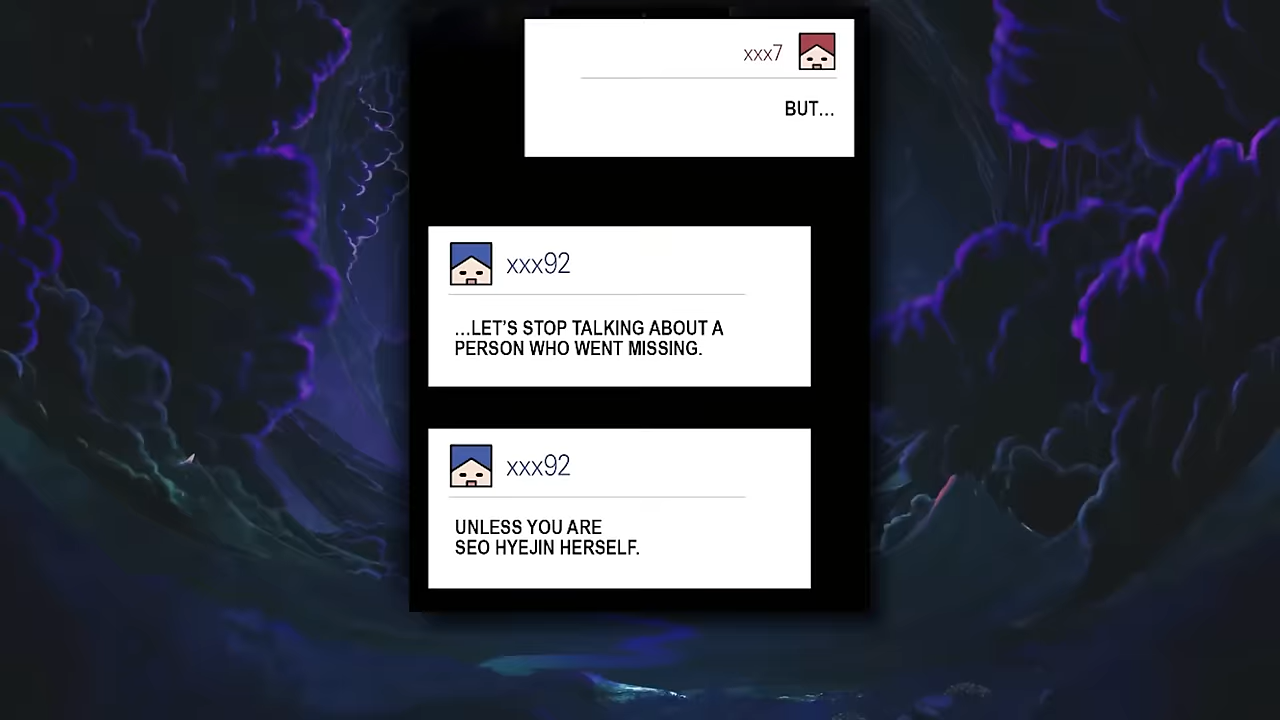 xxx7
BUT...
xxx92
...LET'S STOP TALKING ABOUT A
PERSON WHO WENT MISSING.
xxx92
UNLESS YOU ARE
SEO HYEJIN HERSELF.